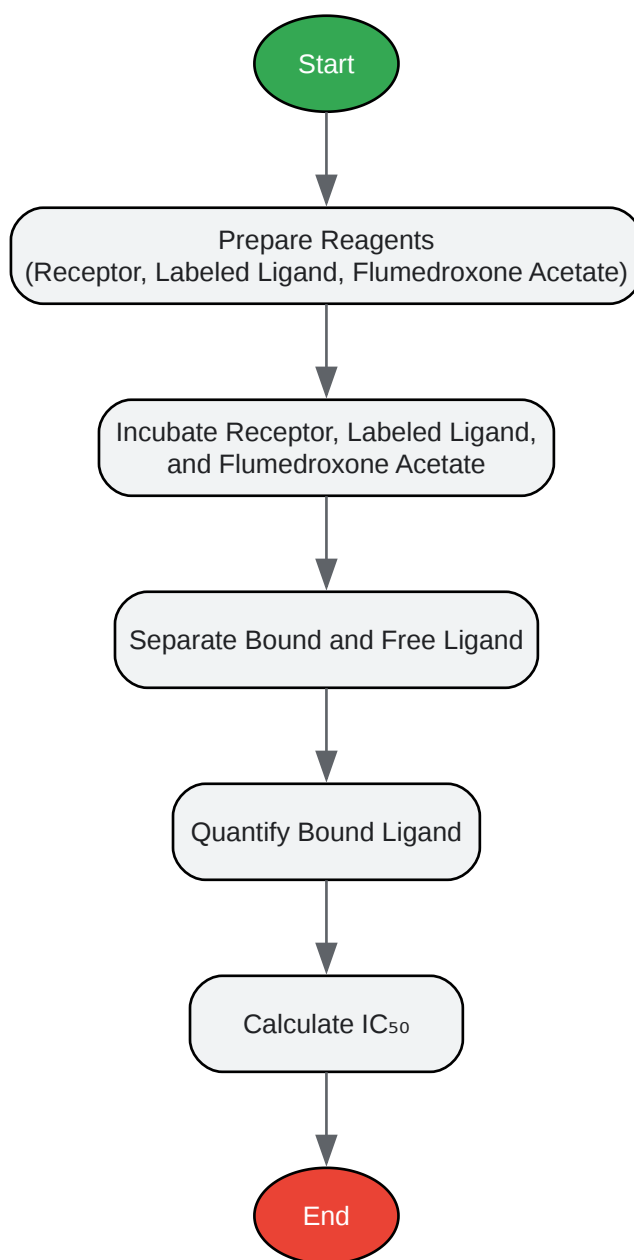 Start
Prepare Reagents
(Receptor, Labeled Ligand, Flumedroxone Acetate)
Incubate Receptor, Labeled Ligand,
and Flumedroxone Acetate
Separate Bound and Free Ligand
Quantify Bound Ligand
Calculate IC₅₀
End